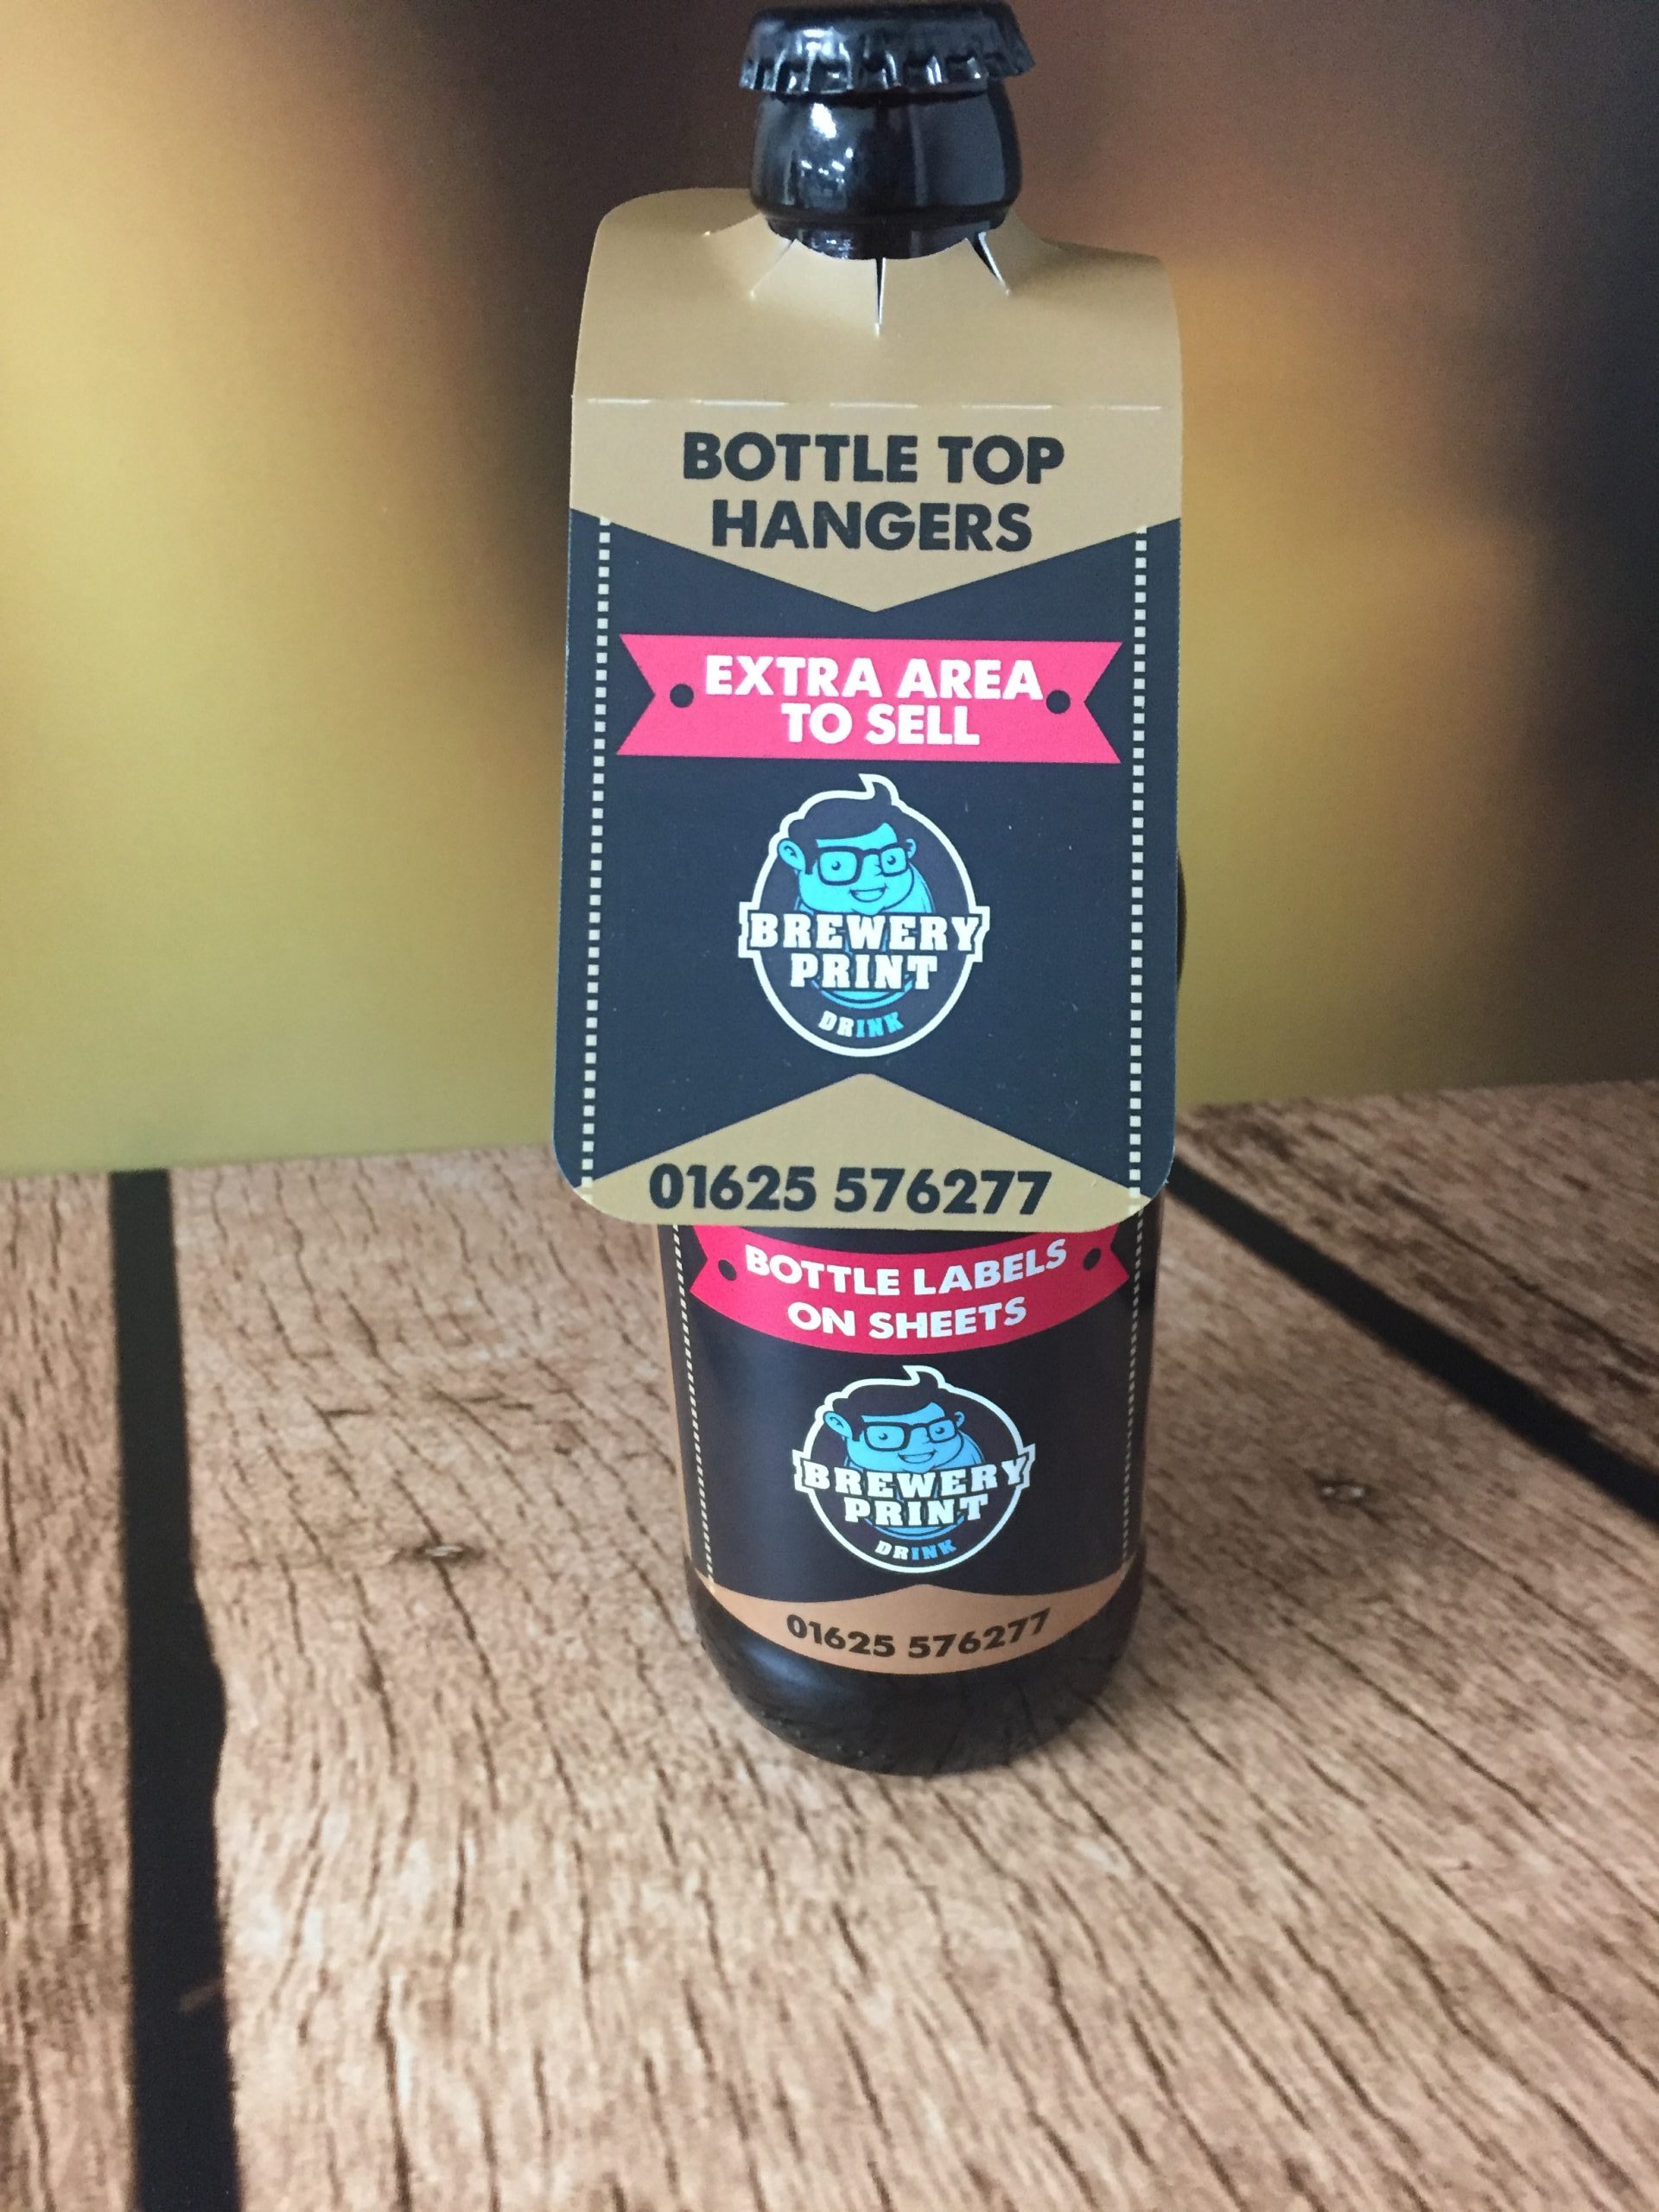 BOTTLE TOP
HANGERS
EXTRA AREA
TO SELL
BREWERY
PRINT
DRINK
01625 576277
BOTTLE LABELS
ON SHEETS
BREWERY
PRINT
DRINK
01625 576277